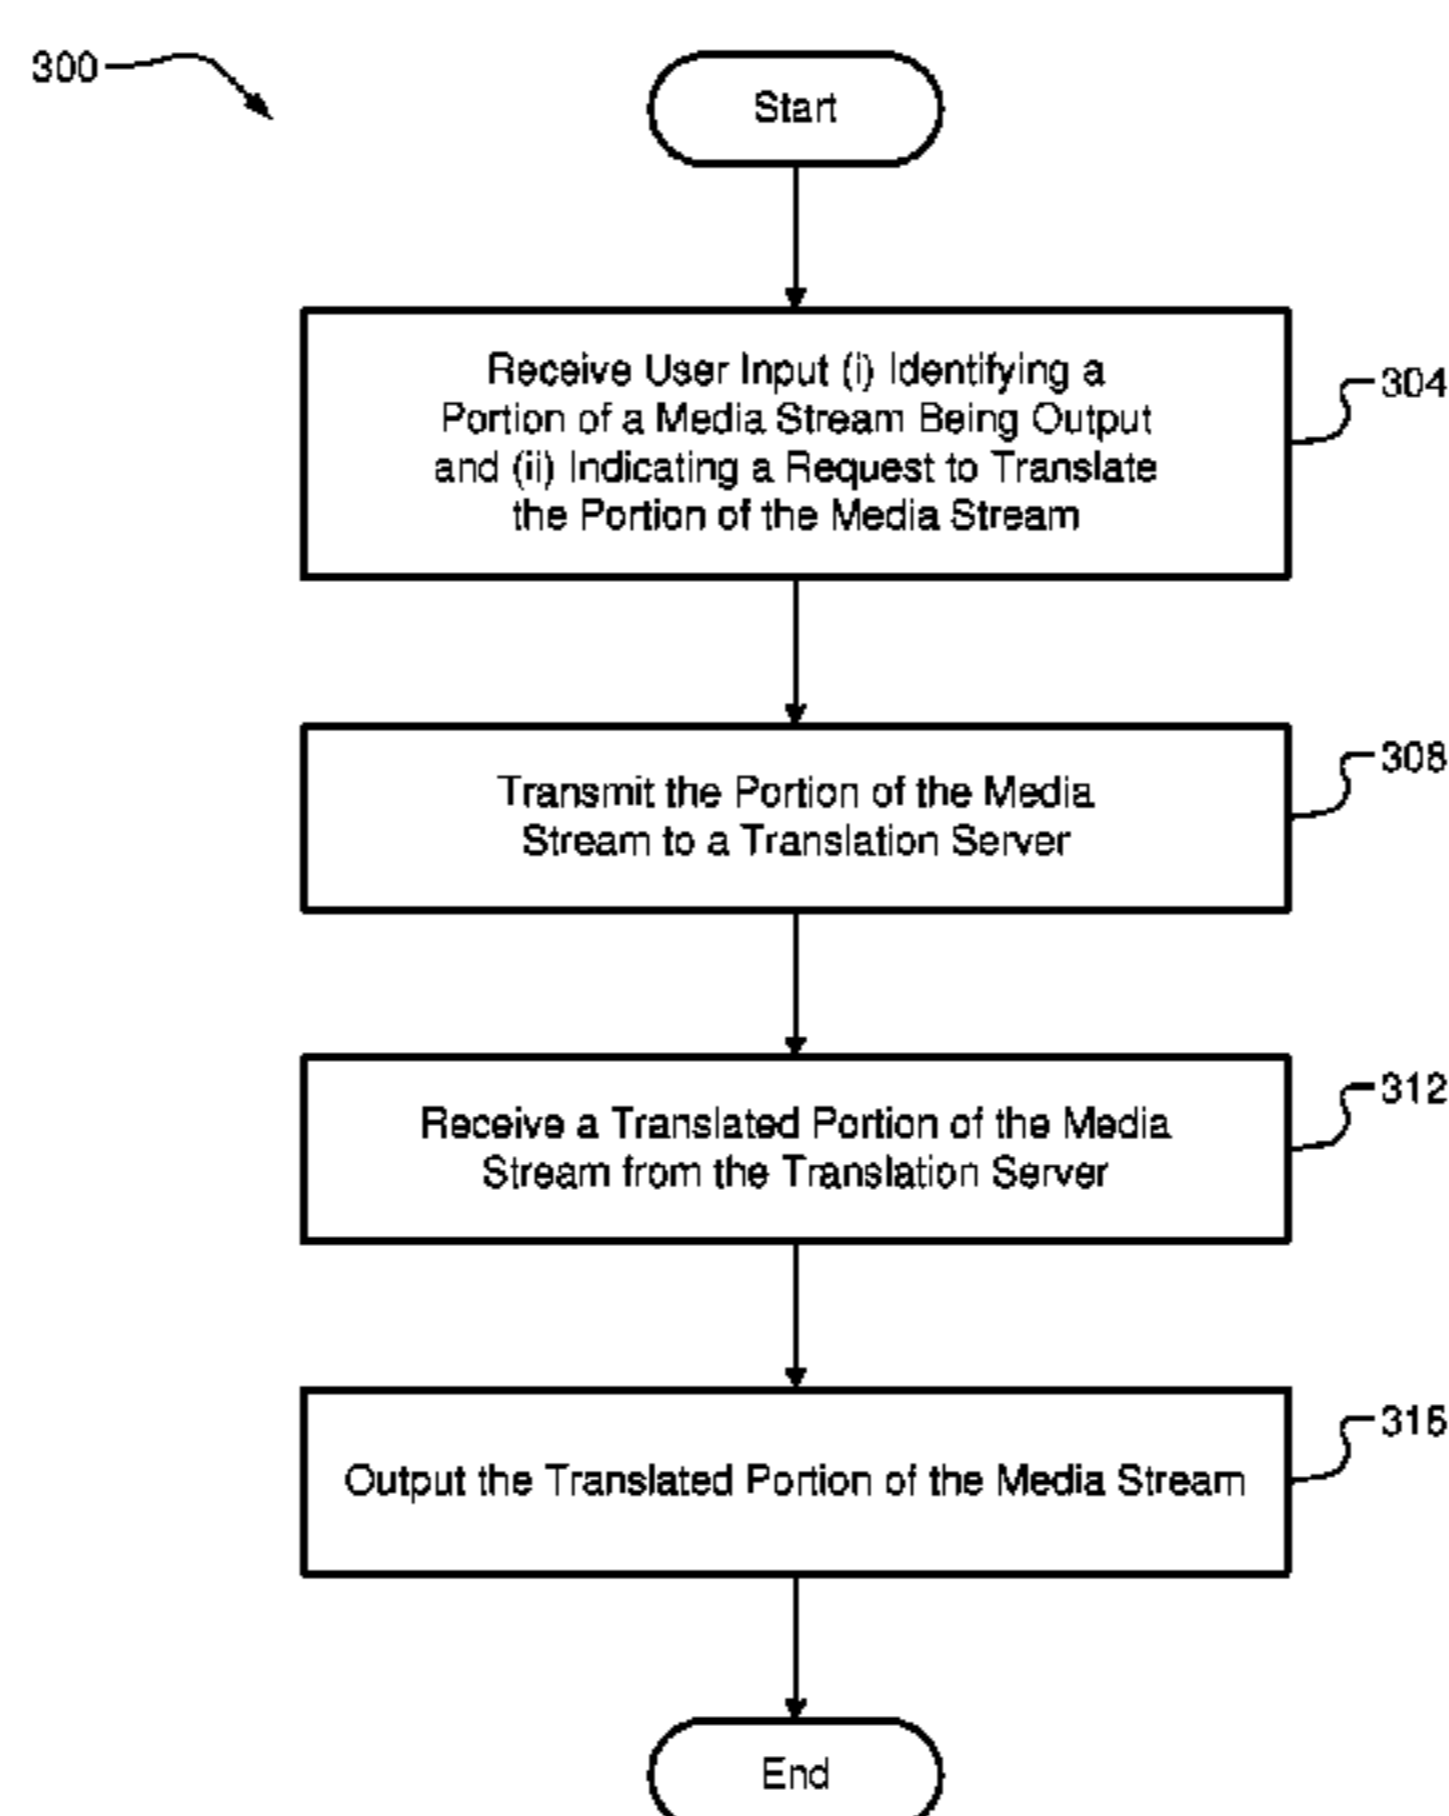 300
Start
Receive User Input (i) Identifying a
Portion of a Media Stream Being Output
and (ii) Indicating a Request to Translate
the Portion of the Media Stream
304
Transmit the Portion of the Media
Stream to a Translation Server
308
Receive a Translated Portion of the Media
Stream from the Translation Server
312
Output the Translated Portion of the Media Stream
316
End